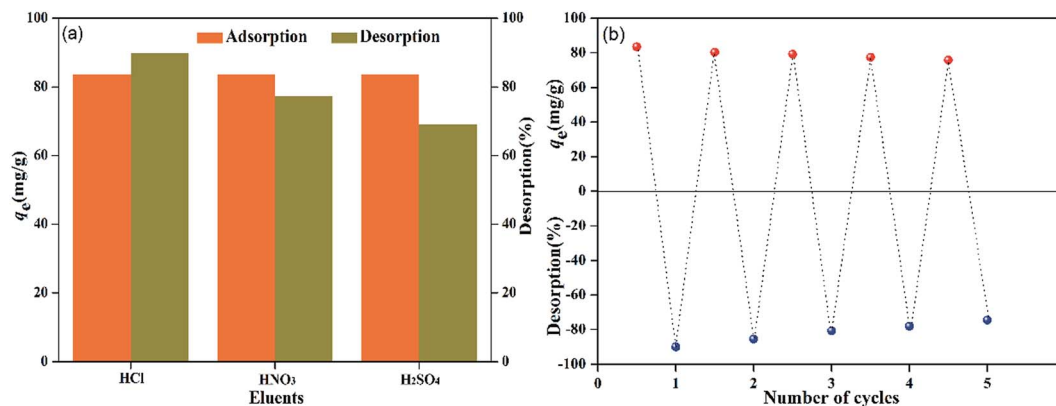 (a)
Adsorption
Desorption
100
80
60
40
20
0
qe(mg/g)
100
80
60
40
20
0
Desorption(%)
HCl
HNO3
H2SO4
Eluents
(b)
100
80
60
40
20
0
-20
-40
-60
-80
-100
qe(mg/g)
Desorption(%)
0 1 2 3 4 5
Number of cycles